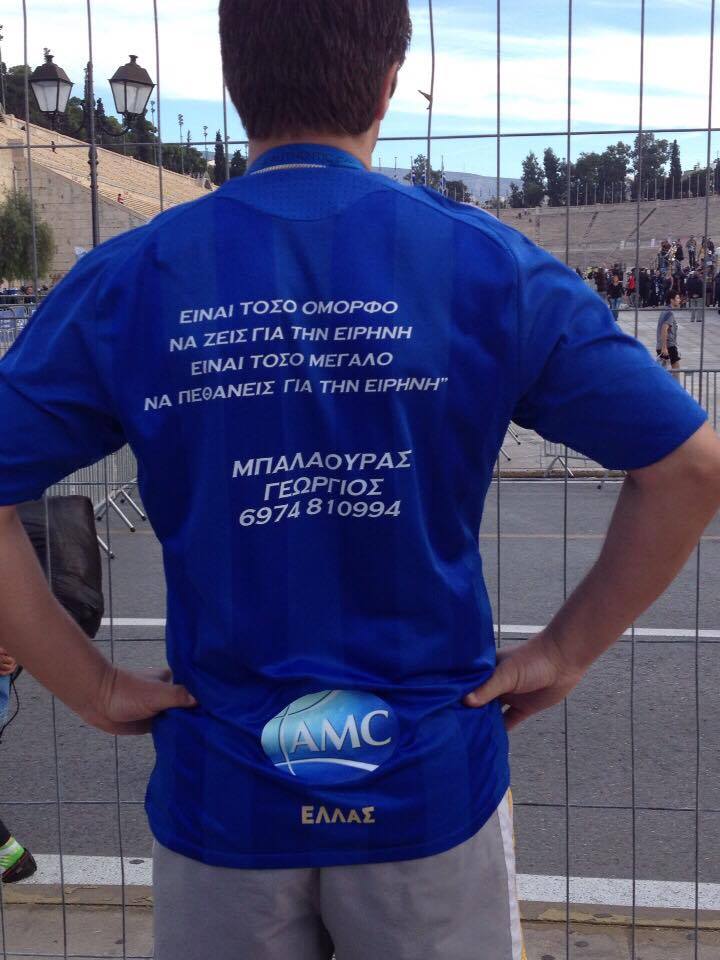 ΕΙΝΑΙ ΤΟΣΟ ΟΜΟΡΦΟ
ΝΑ ΖΕΙΣ ΓΙΑ ΤΗΝ ΕΙΡΗΝΗ
ΕΙΝΑΙ ΤΟΣΟ ΜΕΓΑΛΟ
ΝΑ ΠΕΘΑΝΕΙΣ ΓΙΑ ΤΗΝ ΕΙΡΗΝΗ"
ΜΠΑΛΑΟΥΡΑΣ
ΓΕΩΡΓΙΟΣ
6974 810994
AMC
ΕΛΛΑΣ